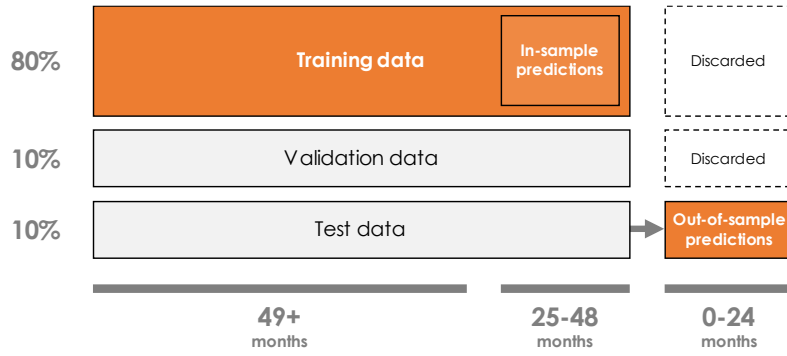 80%
Training data
In-sample
predictions
Discarded
10%
Validation data
Discarded
10%
Test data
Out-of-sample
predictions
49+
months
25-48
months
0-24
months